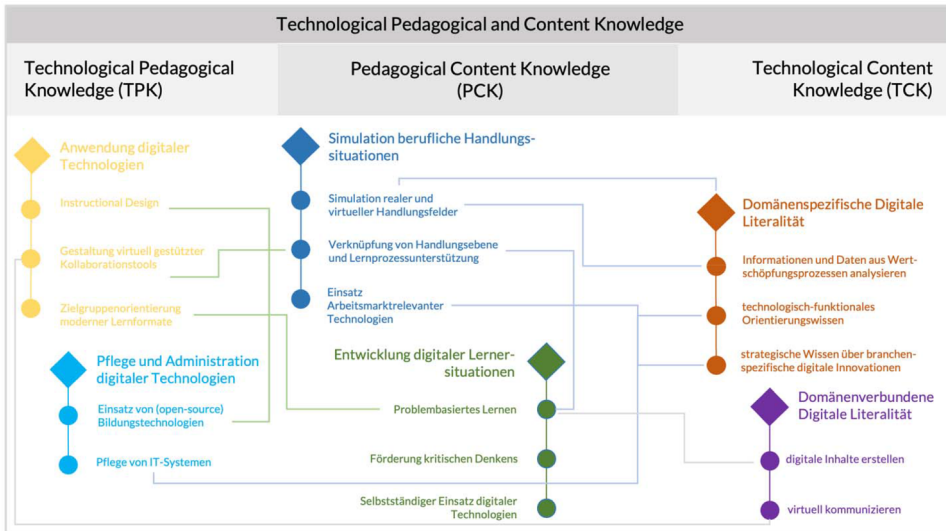 Technological Pedagogical and Content Knowledge
Technological Pedagogical
Knowledge (TPK)
Pedagogical Content Knowledge
(PCK)
Technological Content
Knowledge (TCK)
Anwendung digitaler
Technologien
Instructional Design
Gestaltung virtuell gestützter
Kollaborationstools
Zielgruppenorientierung
moderner Lernformate
Pflege und Administration
digitaler Technologien
Einsatz von (open-source)
Bildungstechnologien
Pflege von IT-Systemen
Simulation berufliche Handlungs-
situationen
Simulation realer und
virtueller Handlungsfelder
Verknüpfung von Handlungsebene
und Lernprozessunterstützung
Einsatz
Arbeitsmarktrelevanter
Technologien
Entwicklung digitaler Lerner-
situationen
Problembasiertes Lernen
Förderung kritischen Denkens
Selbstständiger Einsatz digitaler
Technologien
Domänenspezifische Digitale
Literalität
Informationen und Daten aus Wert-
schöpfungsprozessen analysieren
technologisch-funktionales
Orientierungswissen
strategische Wissen über branchen-
spezifische digitale Innovationen
Domänenverbundene
Digitale Literalität
digitale Inhalte erstellen
virtuell kommunizieren